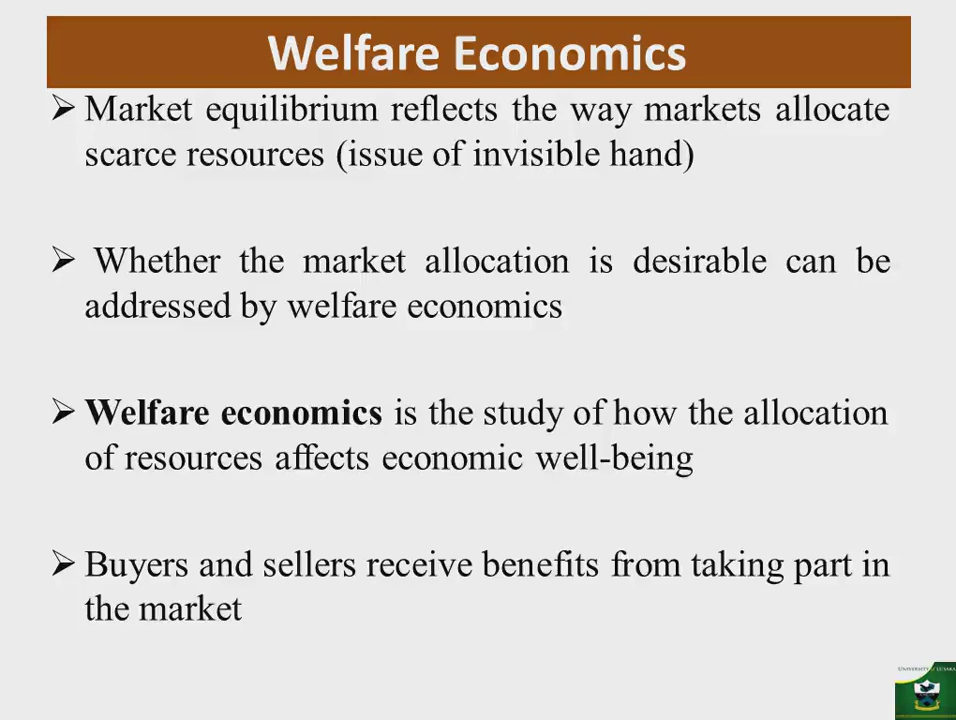 Welfare Economics
➢ Market equilibrium reflects the way markets allocate
scarce resources (issue of invisible hand)
➢ Whether the market allocation is desirable can be
addressed by welfare economics
➢ Welfare economics is the study of how the allocation
of resources affects economic well-being
➢ Buyers and sellers receive benefits from taking part in
the market